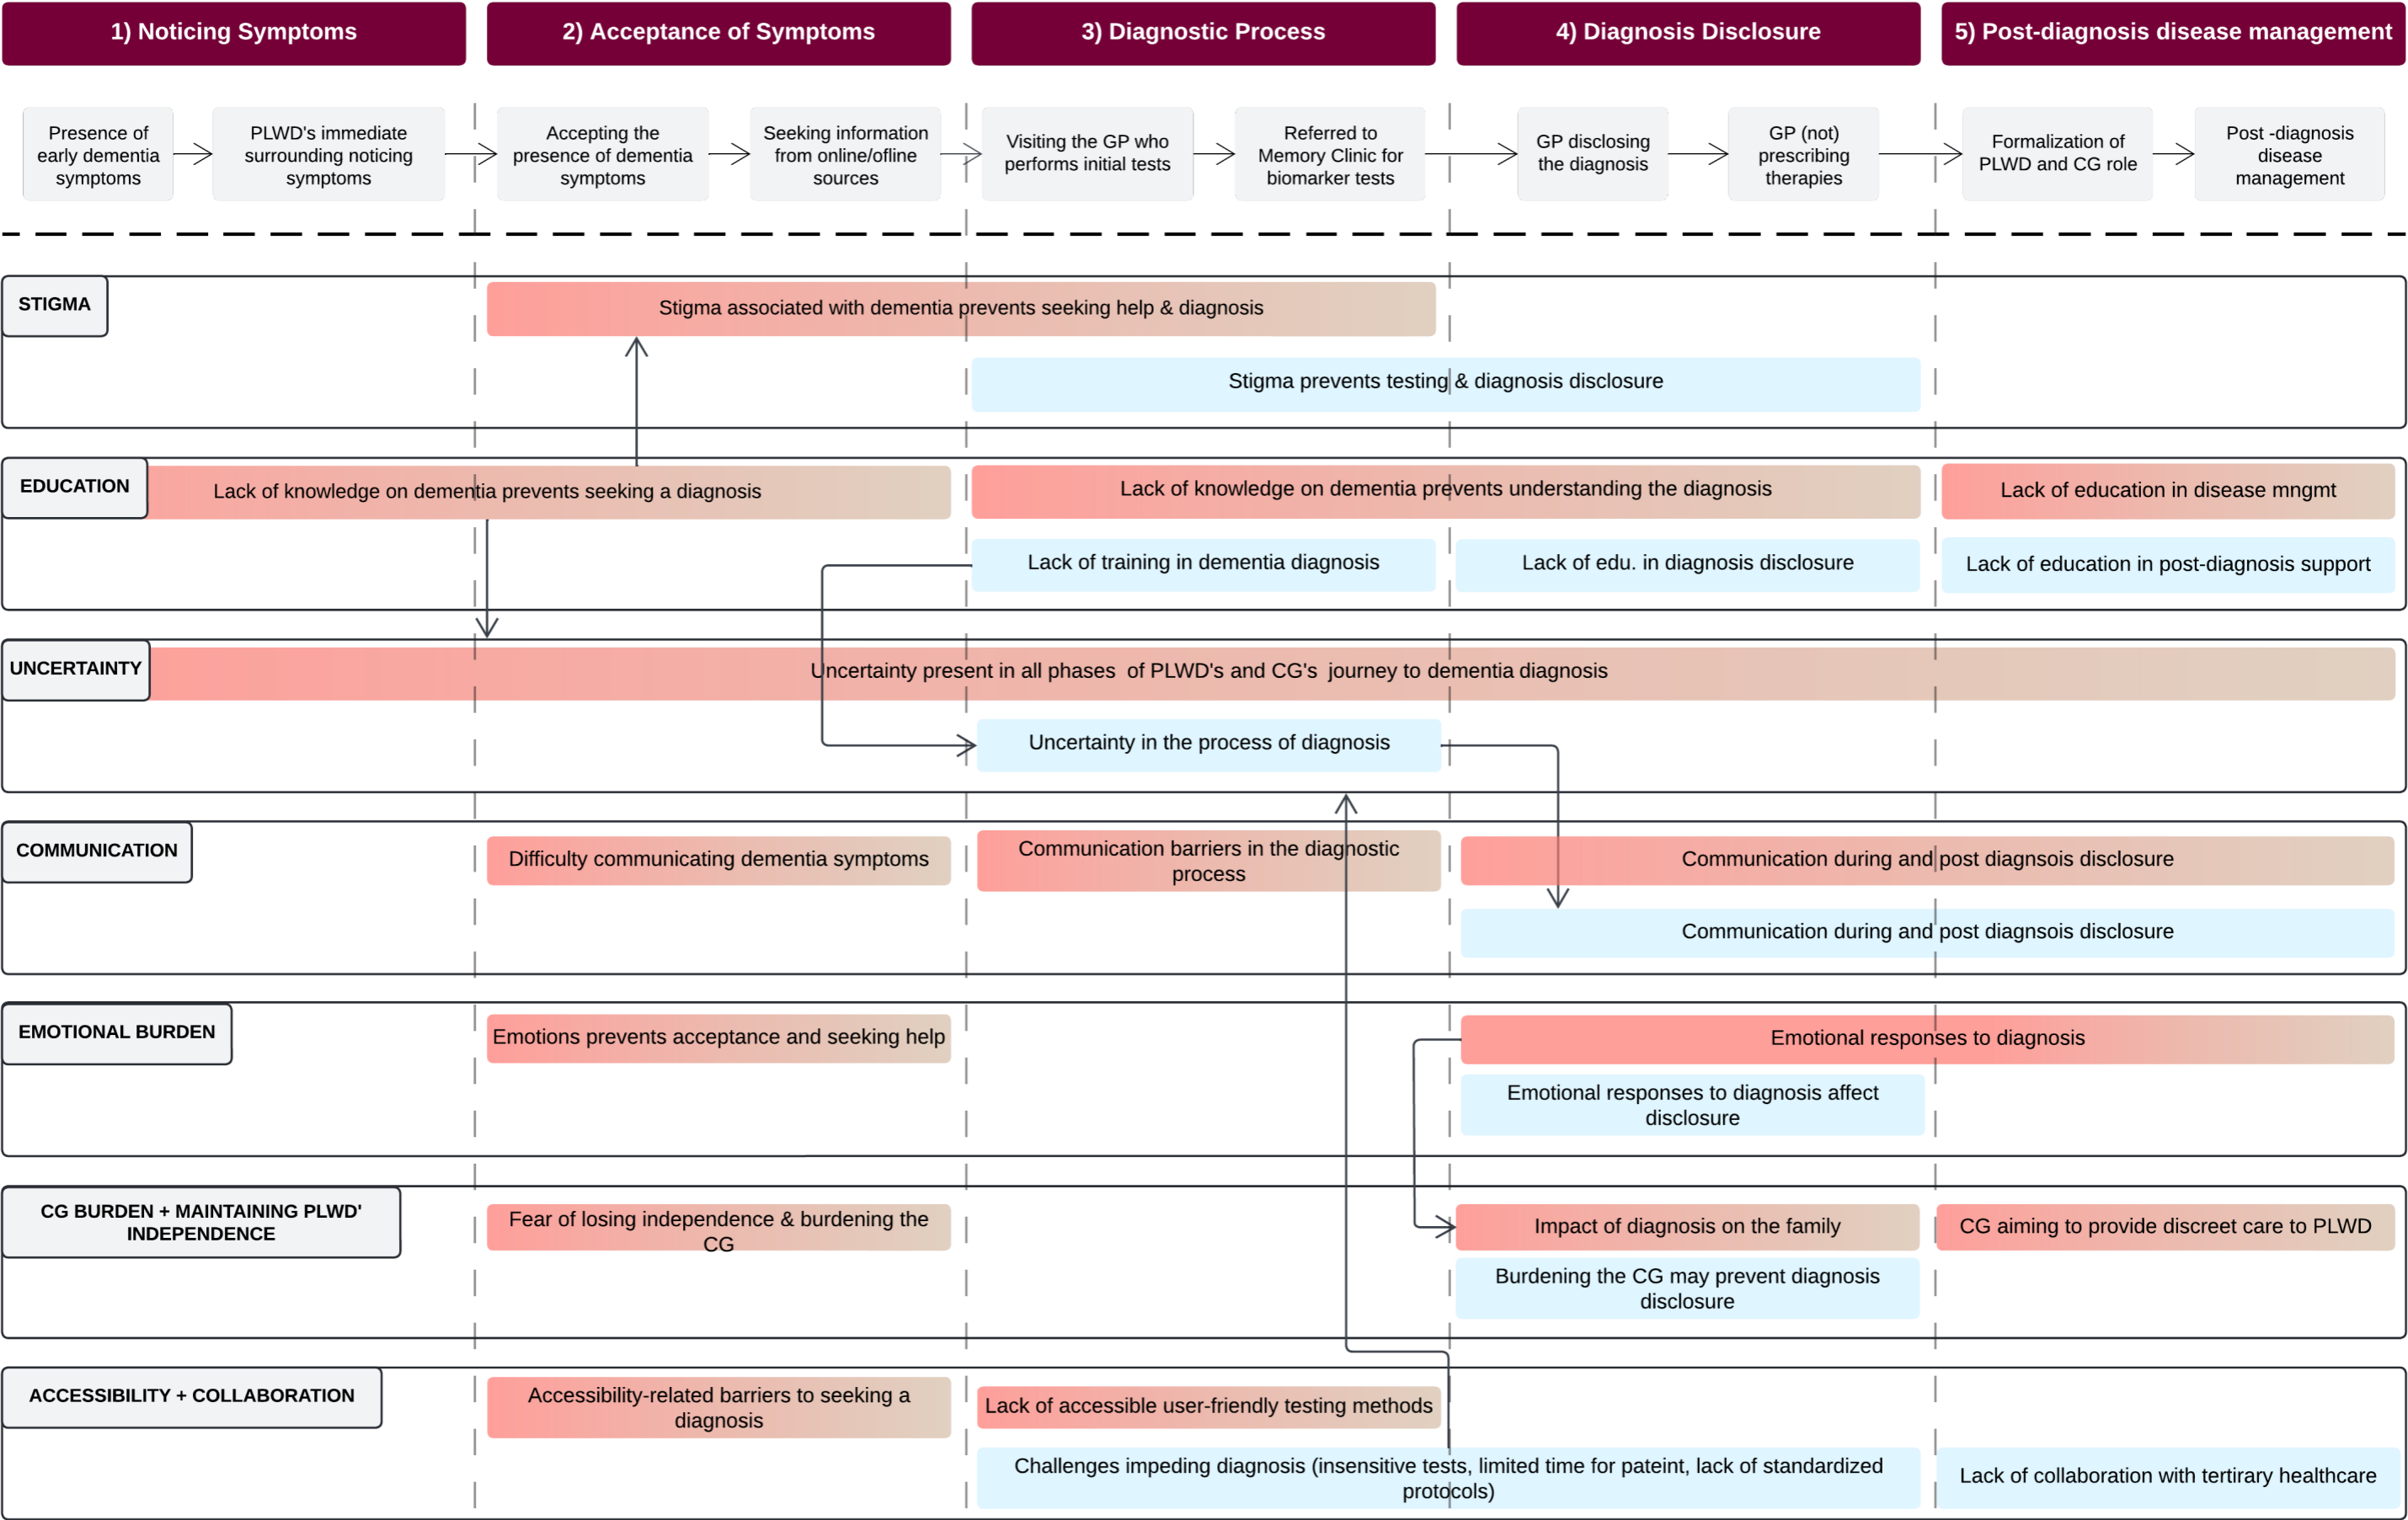 1) Noticing Symptoms
2) Acceptance of Symptoms
3) Diagnostic Process
4) Diagnosis Disclosure
5) Post-diagnosis disease management
Presence of
early dementia
symptoms
PLWD's immediate
surrounding noticing
symptoms
Accepting the
presence of dementia
symptoms
Seeking information
from online/ofline
sources
Visiting the GP who
performs initial tests
Referred to
Memory Clinic for
biomarker tests
GP disclosing
the diagnosis
GP (not)
prescribing
therapies
Formalization of
PLWD and CG role
Post -diagnosis
disease
management
STIGMA
Stigma associated with dementia prevents seeking help & diagnosis
Stigma prevents testing & diagnosis disclosure
EDUCATION
Lack of knowledge on dementia prevents seeking a diagnosis
Lack of knowledge on dementia prevents understanding the diagnosis
Lack of education in disease mngmt
Lack of training in dementia diagnosis
Lack of edu. in diagnosis disclosure
Lack of education in post-diagnosis support
UNCERTAINTY
Uncertainty present in all phases  of PLWD's and CG's  journey to dementia diagnosis
Uncertainty in the process of diagnosis
COMMUNICATION
Difficulty communicating dementia symptoms
Communication barriers in the diagnostic
process
Communication during and post diagnsois disclosure
Communication during and post diagnsois disclosure
EMOTIONAL BURDEN
Emotions prevents acceptance and seeking help
Emotional responses to diagnosis
Emotional responses to diagnosis affect
disclosure
CG BURDEN + MAINTAINING PLWD'
INDEPENDENCE
Fear of losing independence & burdening the
CG
Impact of diagnosis on the family
CG aiming to provide discreet care to PLWD
Burdening the CG may prevent diagnosis
disclosure
ACCESSIBILITY + COLLABORATION
Accessibility-related barriers to seeking a
diagnosis
Lack of accessible user-friendly testing methods
Challenges impeding diagnosis (insensitive tests, limited time for pateint, lack of standardized
protocols)
Lack of collaboration with tertirary healthcare